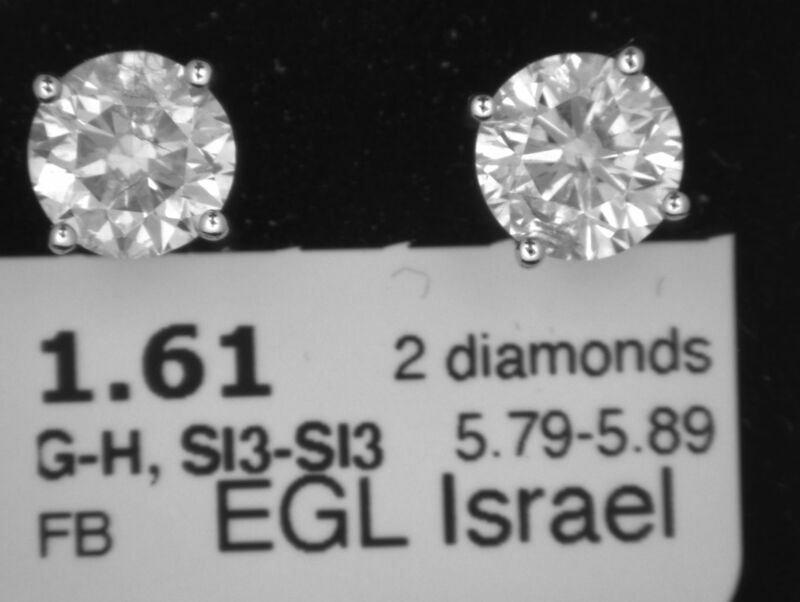 1.61 2 diamonds
G-H, SI3-SI3 5.79-5.89
FB EGL Israel